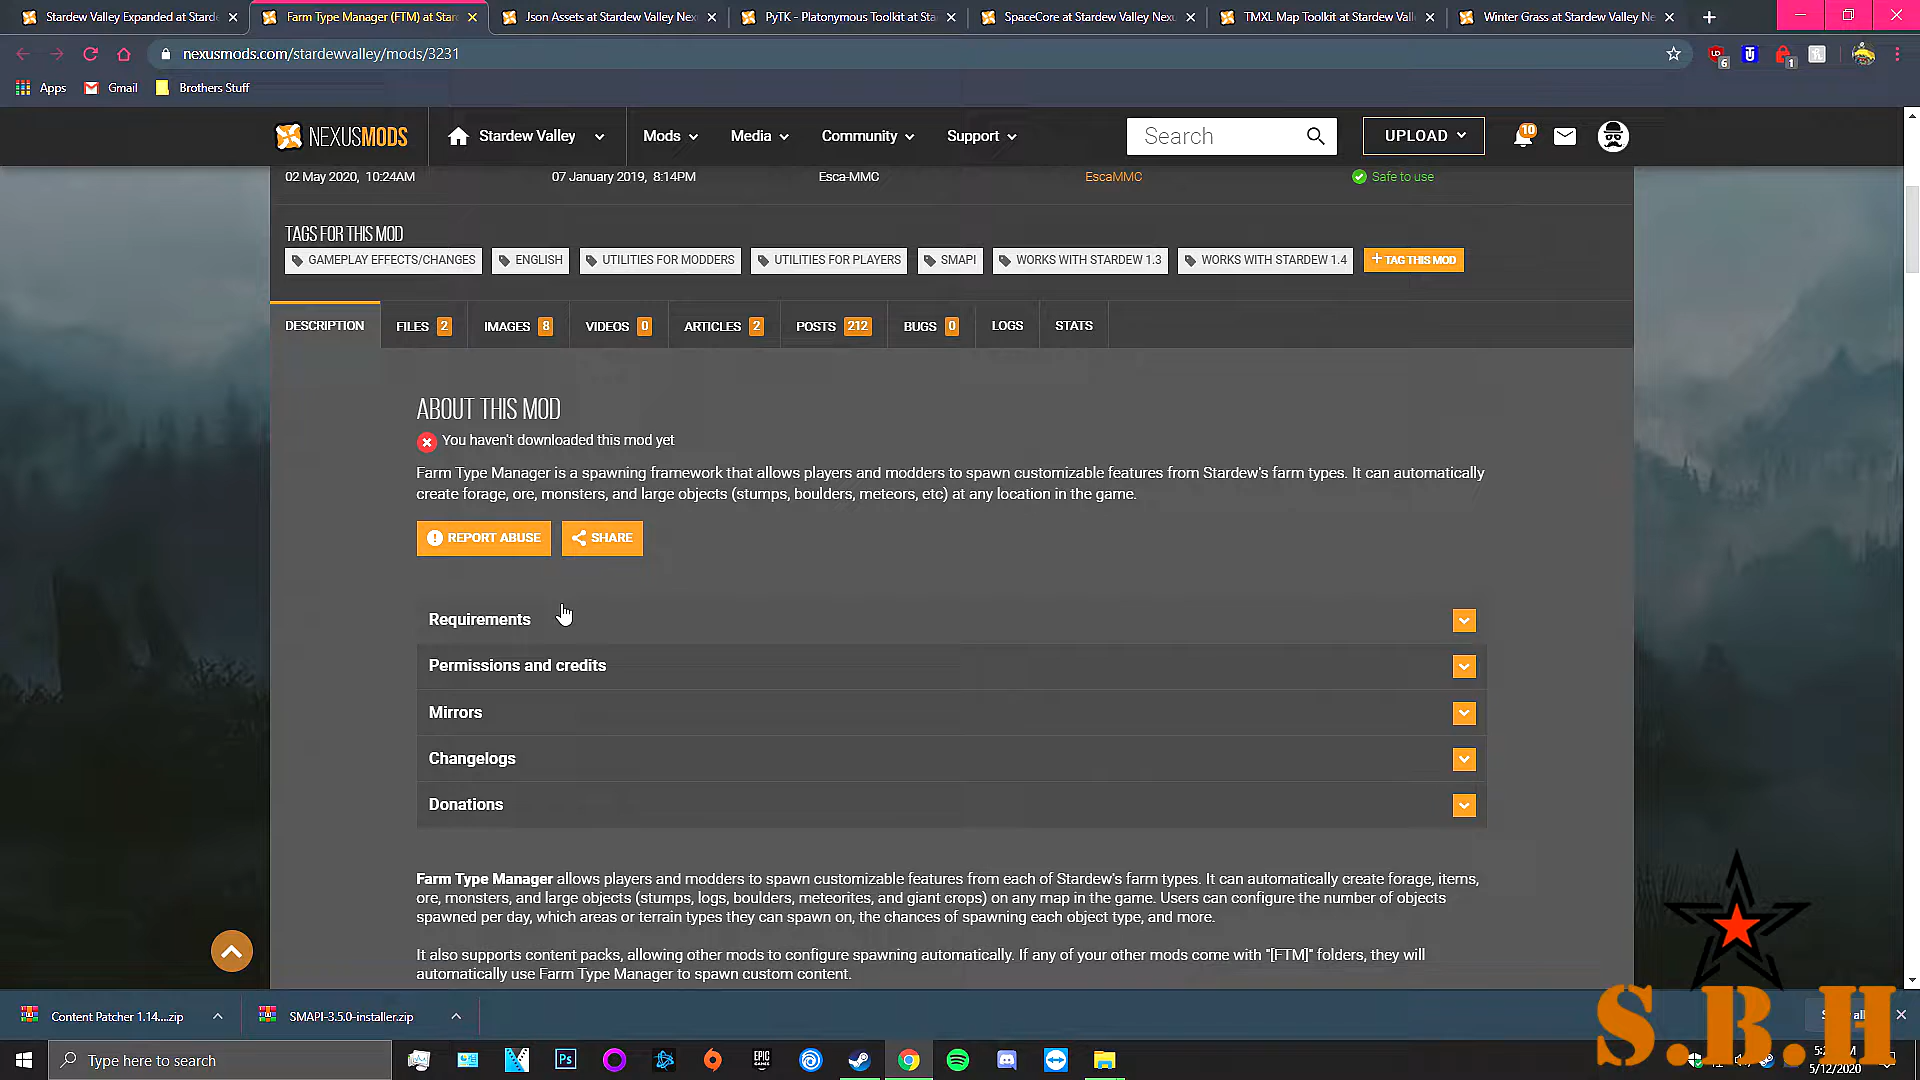 Stardew Valley Expanded at Starde
Farm Type Manager (FTM) at Star
Json Assets at Stardew Valley Nex
PyTK - Platonymous Toolkit at Sta
SpaceCore at Stardew Valley Nexu
TMXL Map Toolkit at Stardew Vall
Winter Grass at Stardew Valley Ne
nexusmods.com/stardewvalley/mods/3231
6
1
Apps
Gmail
Brothers Stuff
NEXUSMODS
Stardew Valley
Mods
Media
Community
Support
Search
UPLOAD
10
02 May 2020, 10:24AM
07 January 2019, 8:14PM
Esca-MMC
EscaMMC
Safe to use
TAGS FOR THIS MOD
GAMEPLAY EFFECTS/CHANGES
ENGLISH
UTILITIES FOR MODDERS
UTILITIES FOR PLAYERS
SMAPI
WORKS WITH STARDEW 1.3
WORKS WITH STARDEW 1.4
+ TAG THIS MOD
DESCRIPTION
FILES 2
IMAGES 8
VIDEOS 0
ARTICLES 2
POSTS 212
BUGS 0
LOGS
STATS
ABOUT THIS MOD
You haven't downloaded this mod yet
Farm Type Manager is a spawning framework that allows players and modders to spawn customizable features from Stardew's farm types. It can automatically
create forage, ore, monsters, and large objects (stumps, boulders, meteors, etc) at any location in the game.
REPORT ABUSE
SHARE
Requirements
Permissions and credits
Mirrors
Changelogs
Donations
Farm Type Manager allows players and modders to spawn customizable features from each of Stardew's farm types. It can automatically create forage, items,
ore, monsters, and large objects (stumps, logs, boulders, meteorites, and giant crops) on any map in the game. Users can configure the number of objects
spawned per day, which areas or terrain types they can spawn on, the chances of spawning each object type, and more.
It also supports content packs, allowing other mods to configure spawning automatically. If any of your other mods come with "[FTM]" folders, they will
automatically use Farm Type Manager to spawn custom content.
Content Patcher 1.14....zip
SMAPI-3.5.0-installer.zip
S.B.H
Type here to search
Ps
EPIC
GAMES
5/12/2020